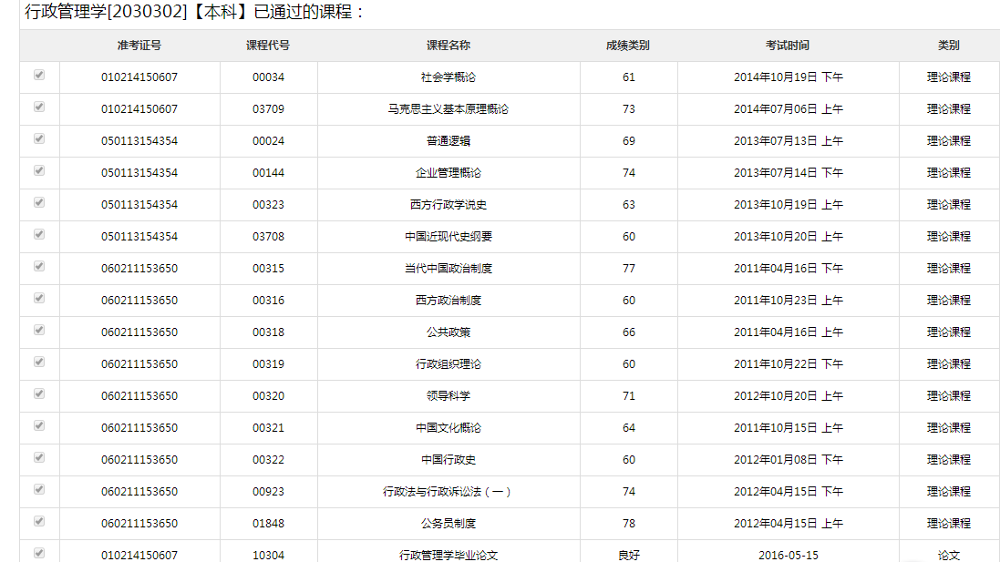 行政管理学[2030302]【本科】已通过的课程：
准考证号 课程代号 课程名称 成绩类别 考试时间 类别
010214150607 00034 社会学概论 61 2014年10月19日 下午 理论课程
010214150607 03709 马克思主义基本原理概论 73 2014年07月06日 上午 理论课程
050113154354 00024 普通逻辑 69 2013年07月13日 上午 理论课程
050113154354 00144 企业管理概论 74 2013年07月14日 下午 理论课程
050113154354 00323 西方行政学说史 63 2013年10月19日 上午 理论课程
050113154354 03708 中国近现代史纲要 60 2013年10月20日 上午 理论课程
060211153650 00315 当代中国政治制度 77 2011年04月16日 下午 理论课程
060211153650 00316 西方政治制度 60 2011年10月23日 上午 理论课程
060211153650 00318 公共政策 66 2011年04月16日 上午 理论课程
060211153650 00319 行政组织理论 60 2011年10月22日 下午 理论课程
060211153650 00320 领导科学 71 2012年10月20日 上午 理论课程
060211153650 00321 中国文化概论 64 2011年10月15日 上午 理论课程
060211153650 00322 中国行政史 60 2012年01月08日 下午 理论课程
060211153650 00923 行政法与行政诉讼法（一） 74 2012年04月15日 下午 理论课程
060211153650 01848 公务员制度 78 2012年04月15日 上午 理论课程
010214150607 10304 行政管理学毕业论文 良好 2016-05-15 论文